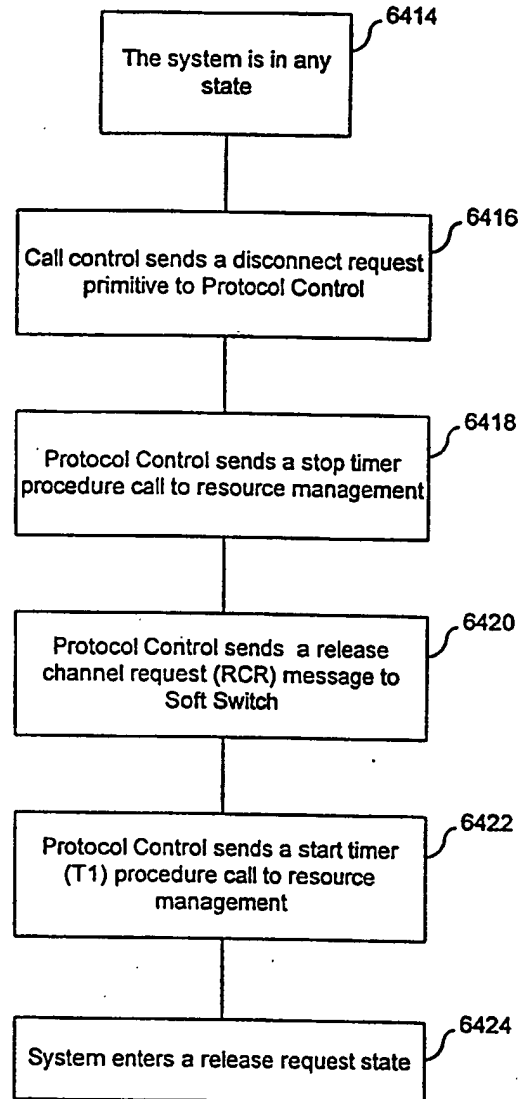 6414
The system is in any
state
6416
Call control sends a disconnect request
primitive to Protocol Control
6418
Protocol Control sends a stop timer
procedure call to resource management
6420
Protocol Control sends a release
channel request (RCR) message to
Soft Switch
6422
Protocol Control sends a start timer
(T1) procedure call to resource
management
6424
System enters a release request state